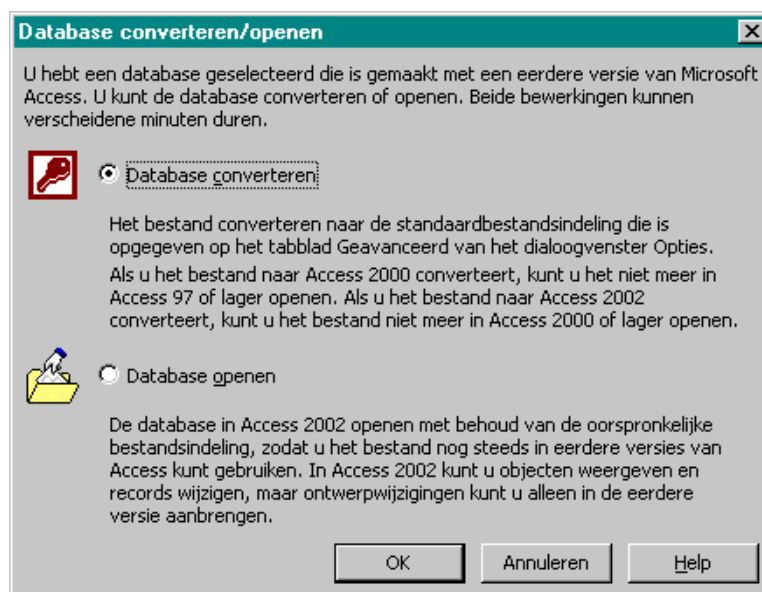 Database converteren/openen
U hebt een database geselecteerd die is gemaakt met een eerdere versie van Microsoft
Access. U kunt de database converteren of openen. Beide bewerkingen kunnen
verscheidene minuten duren.
Database converteren
Het bestand converteren naar de standaardbestandsindeling die is
opgegeven op het tabblad Geavanceerd van het dialoogvenster Opties.
Als u het bestand naar Access 2000 converteert, kunt u het niet meer in
Access 97 of lager openen. Als u het bestand naar Access 2002
converteert, kunt u het bestand niet meer in Access 2000 of lager openen.
Database openen
De database in Access 2002 openen met behoud van de oorspronkelijke
bestandsindeling, zodat u het bestand nog steeds in eerdere versies van
Access kunt gebruiken. In Access 2002 kunt u objecten weergeven en
records wijzigen, maar ontwerpwijzigingen kunt u alleen in de eerdere
versie aanbrengen.
OK Annuleren Help